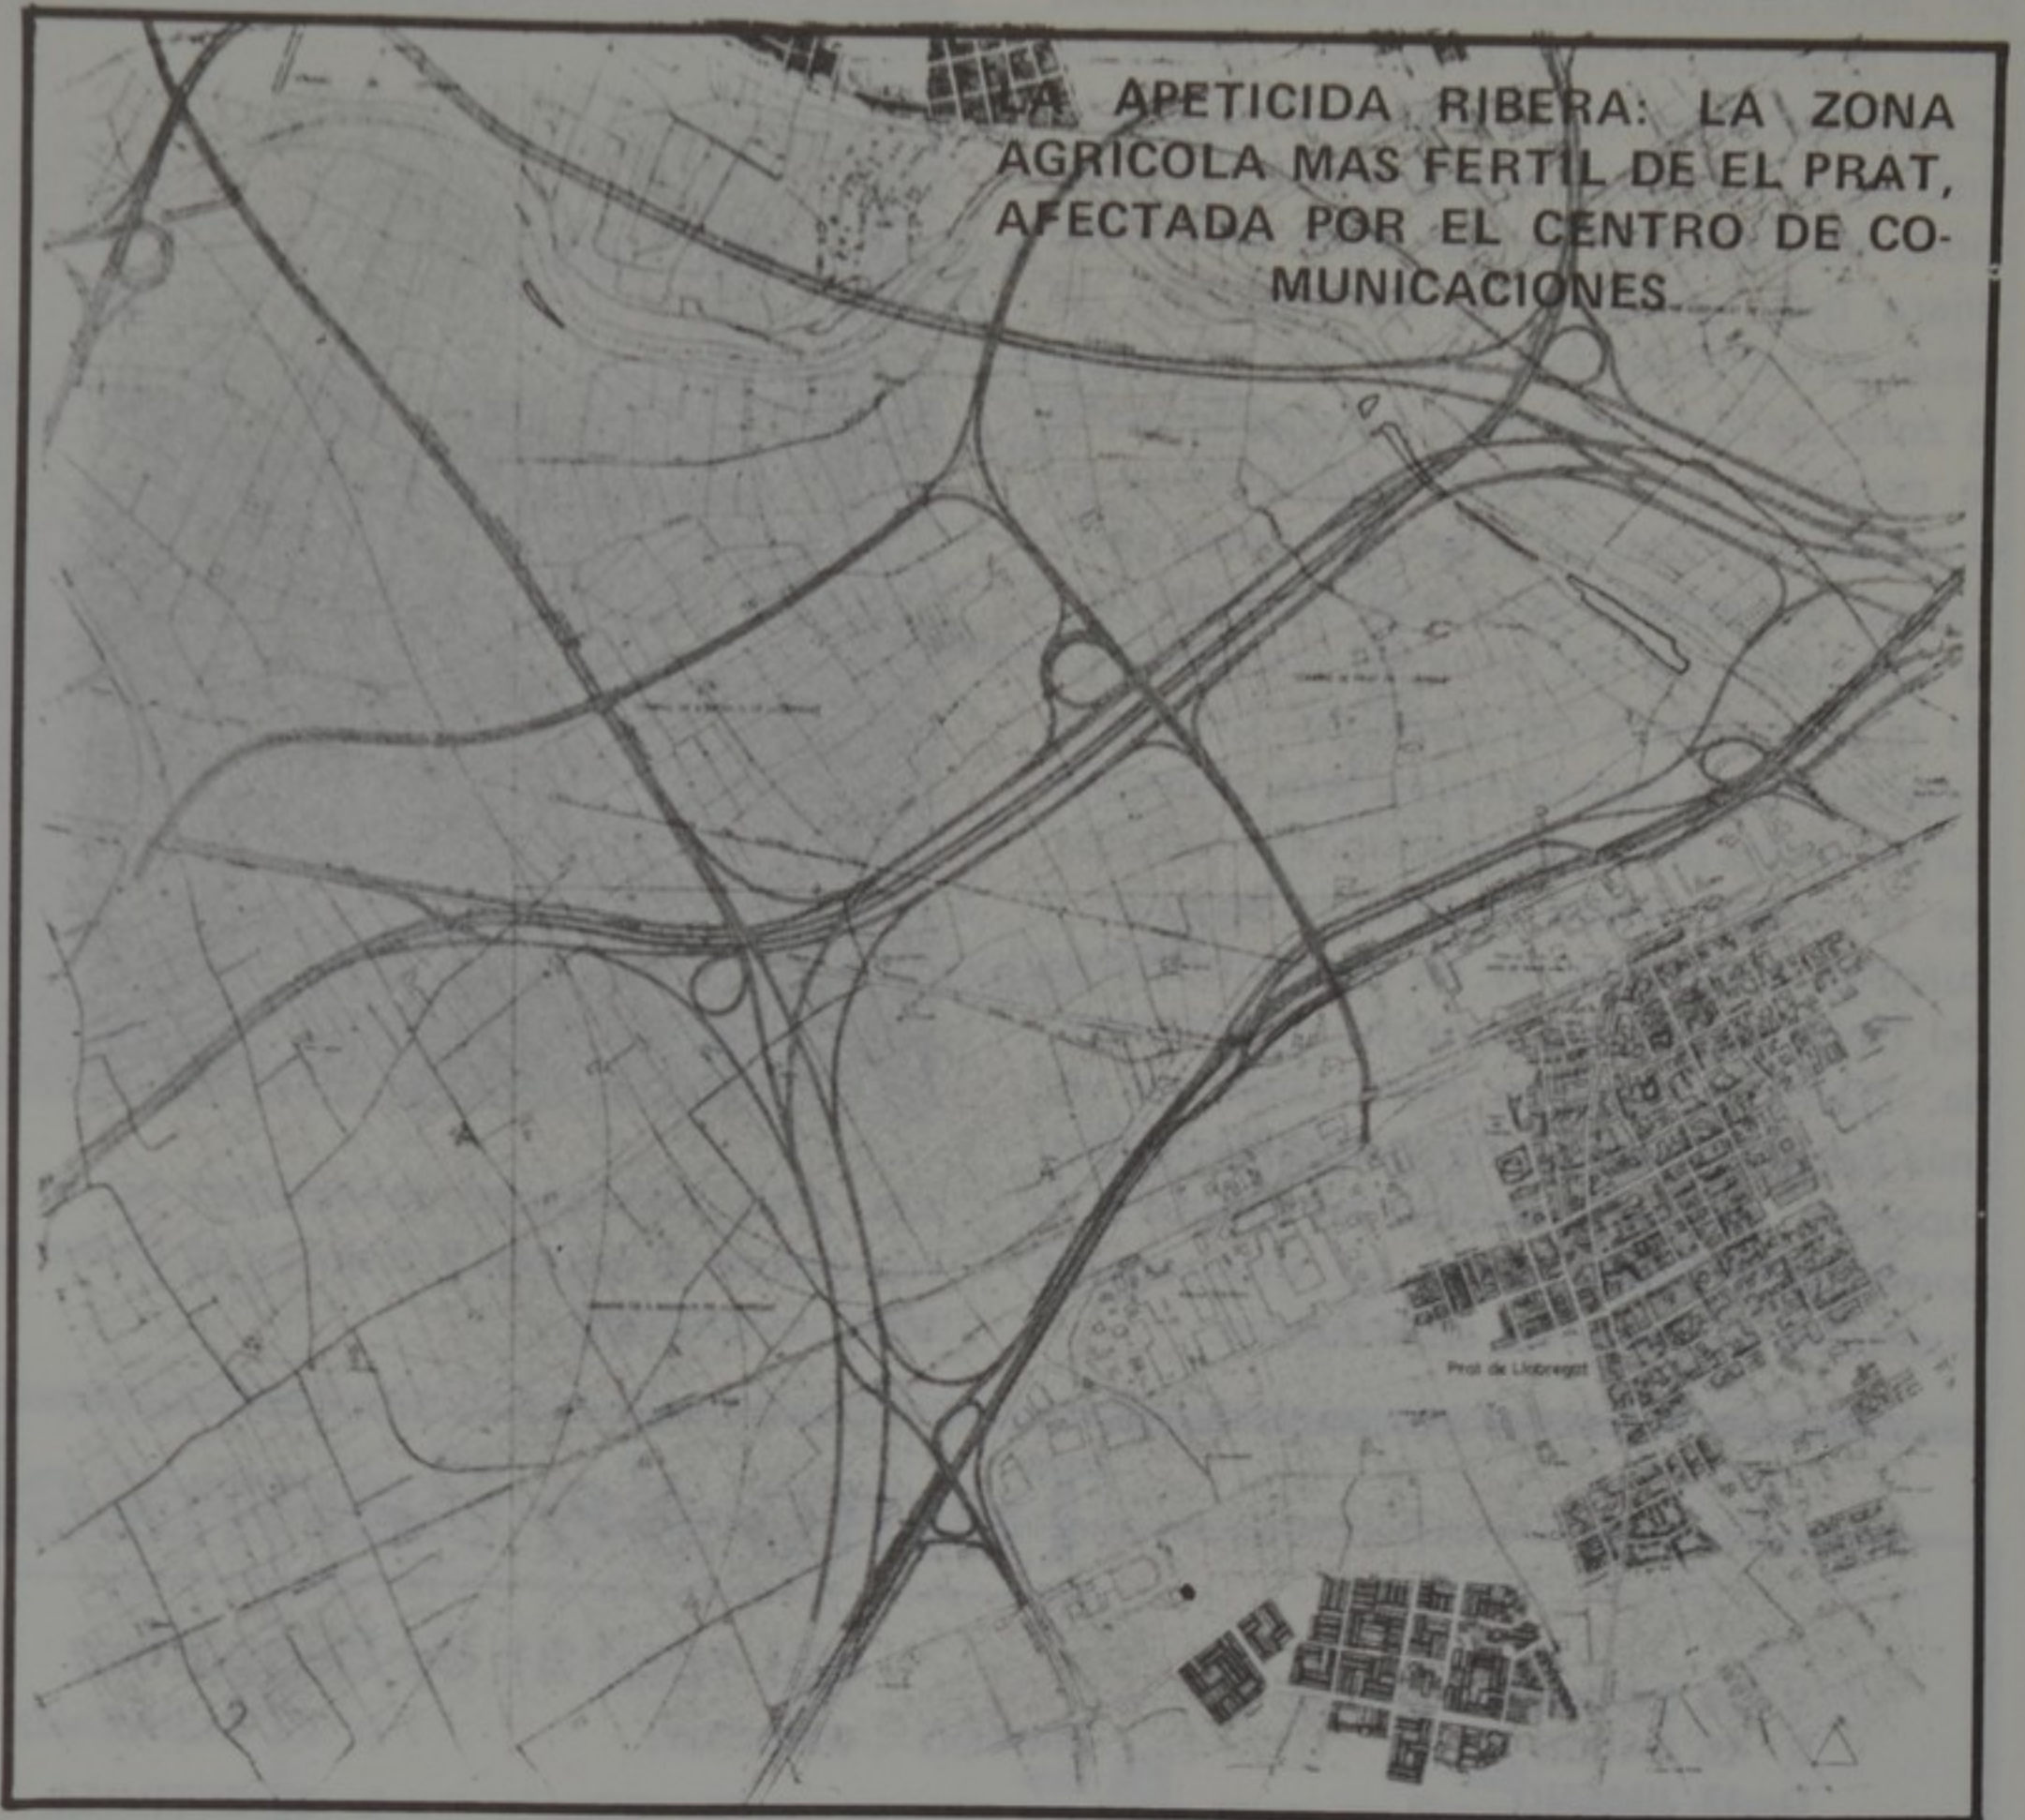 LA APETICIDA RIBERA: LA ZONA
AGRICOLA MAS FERTIL DE EL PRAT,
AFECTADA POR EL CENTRO DE CO-
MUNICACIONES
Prat de Llobregat